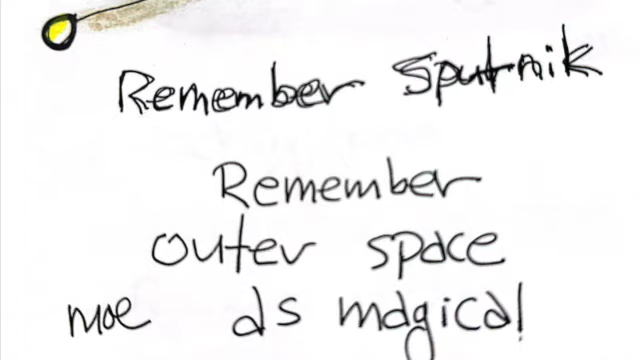 Remember Sputnik
Remember
outer space
moe as magical